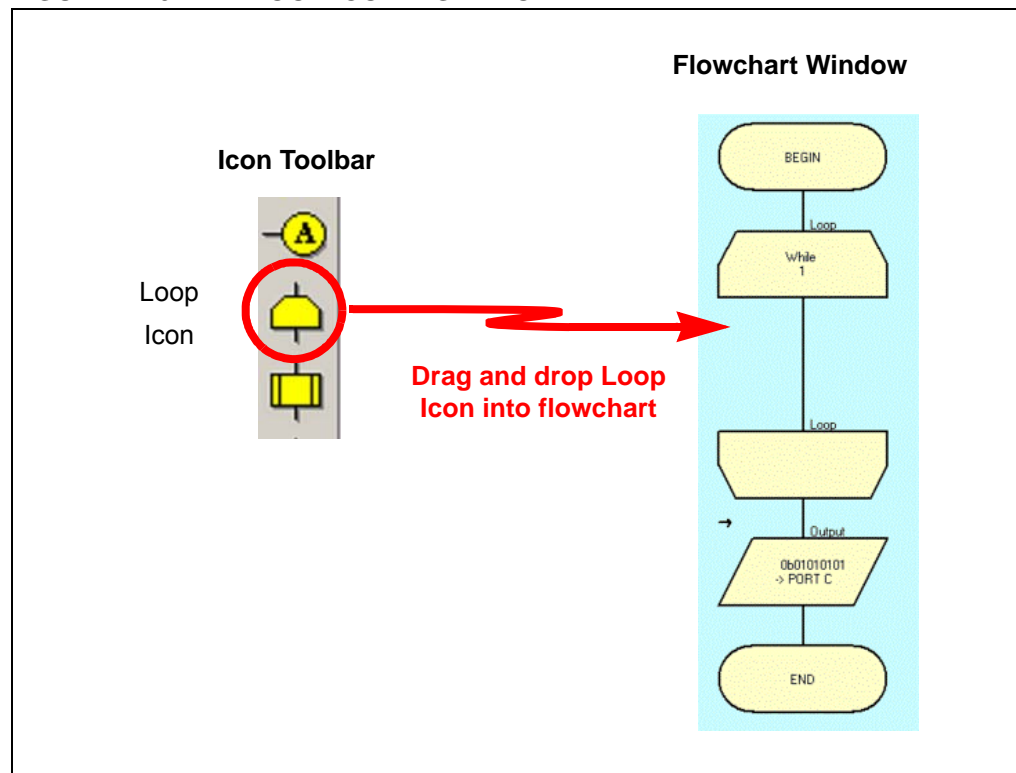 Flowchart Window
Icon Toolbar
A
Loop
Icon
Drag and drop Loop
Icon into flowchart
BEGIN
Loop
While
1
Loop
Output
0b01010101
-> PORT C
END